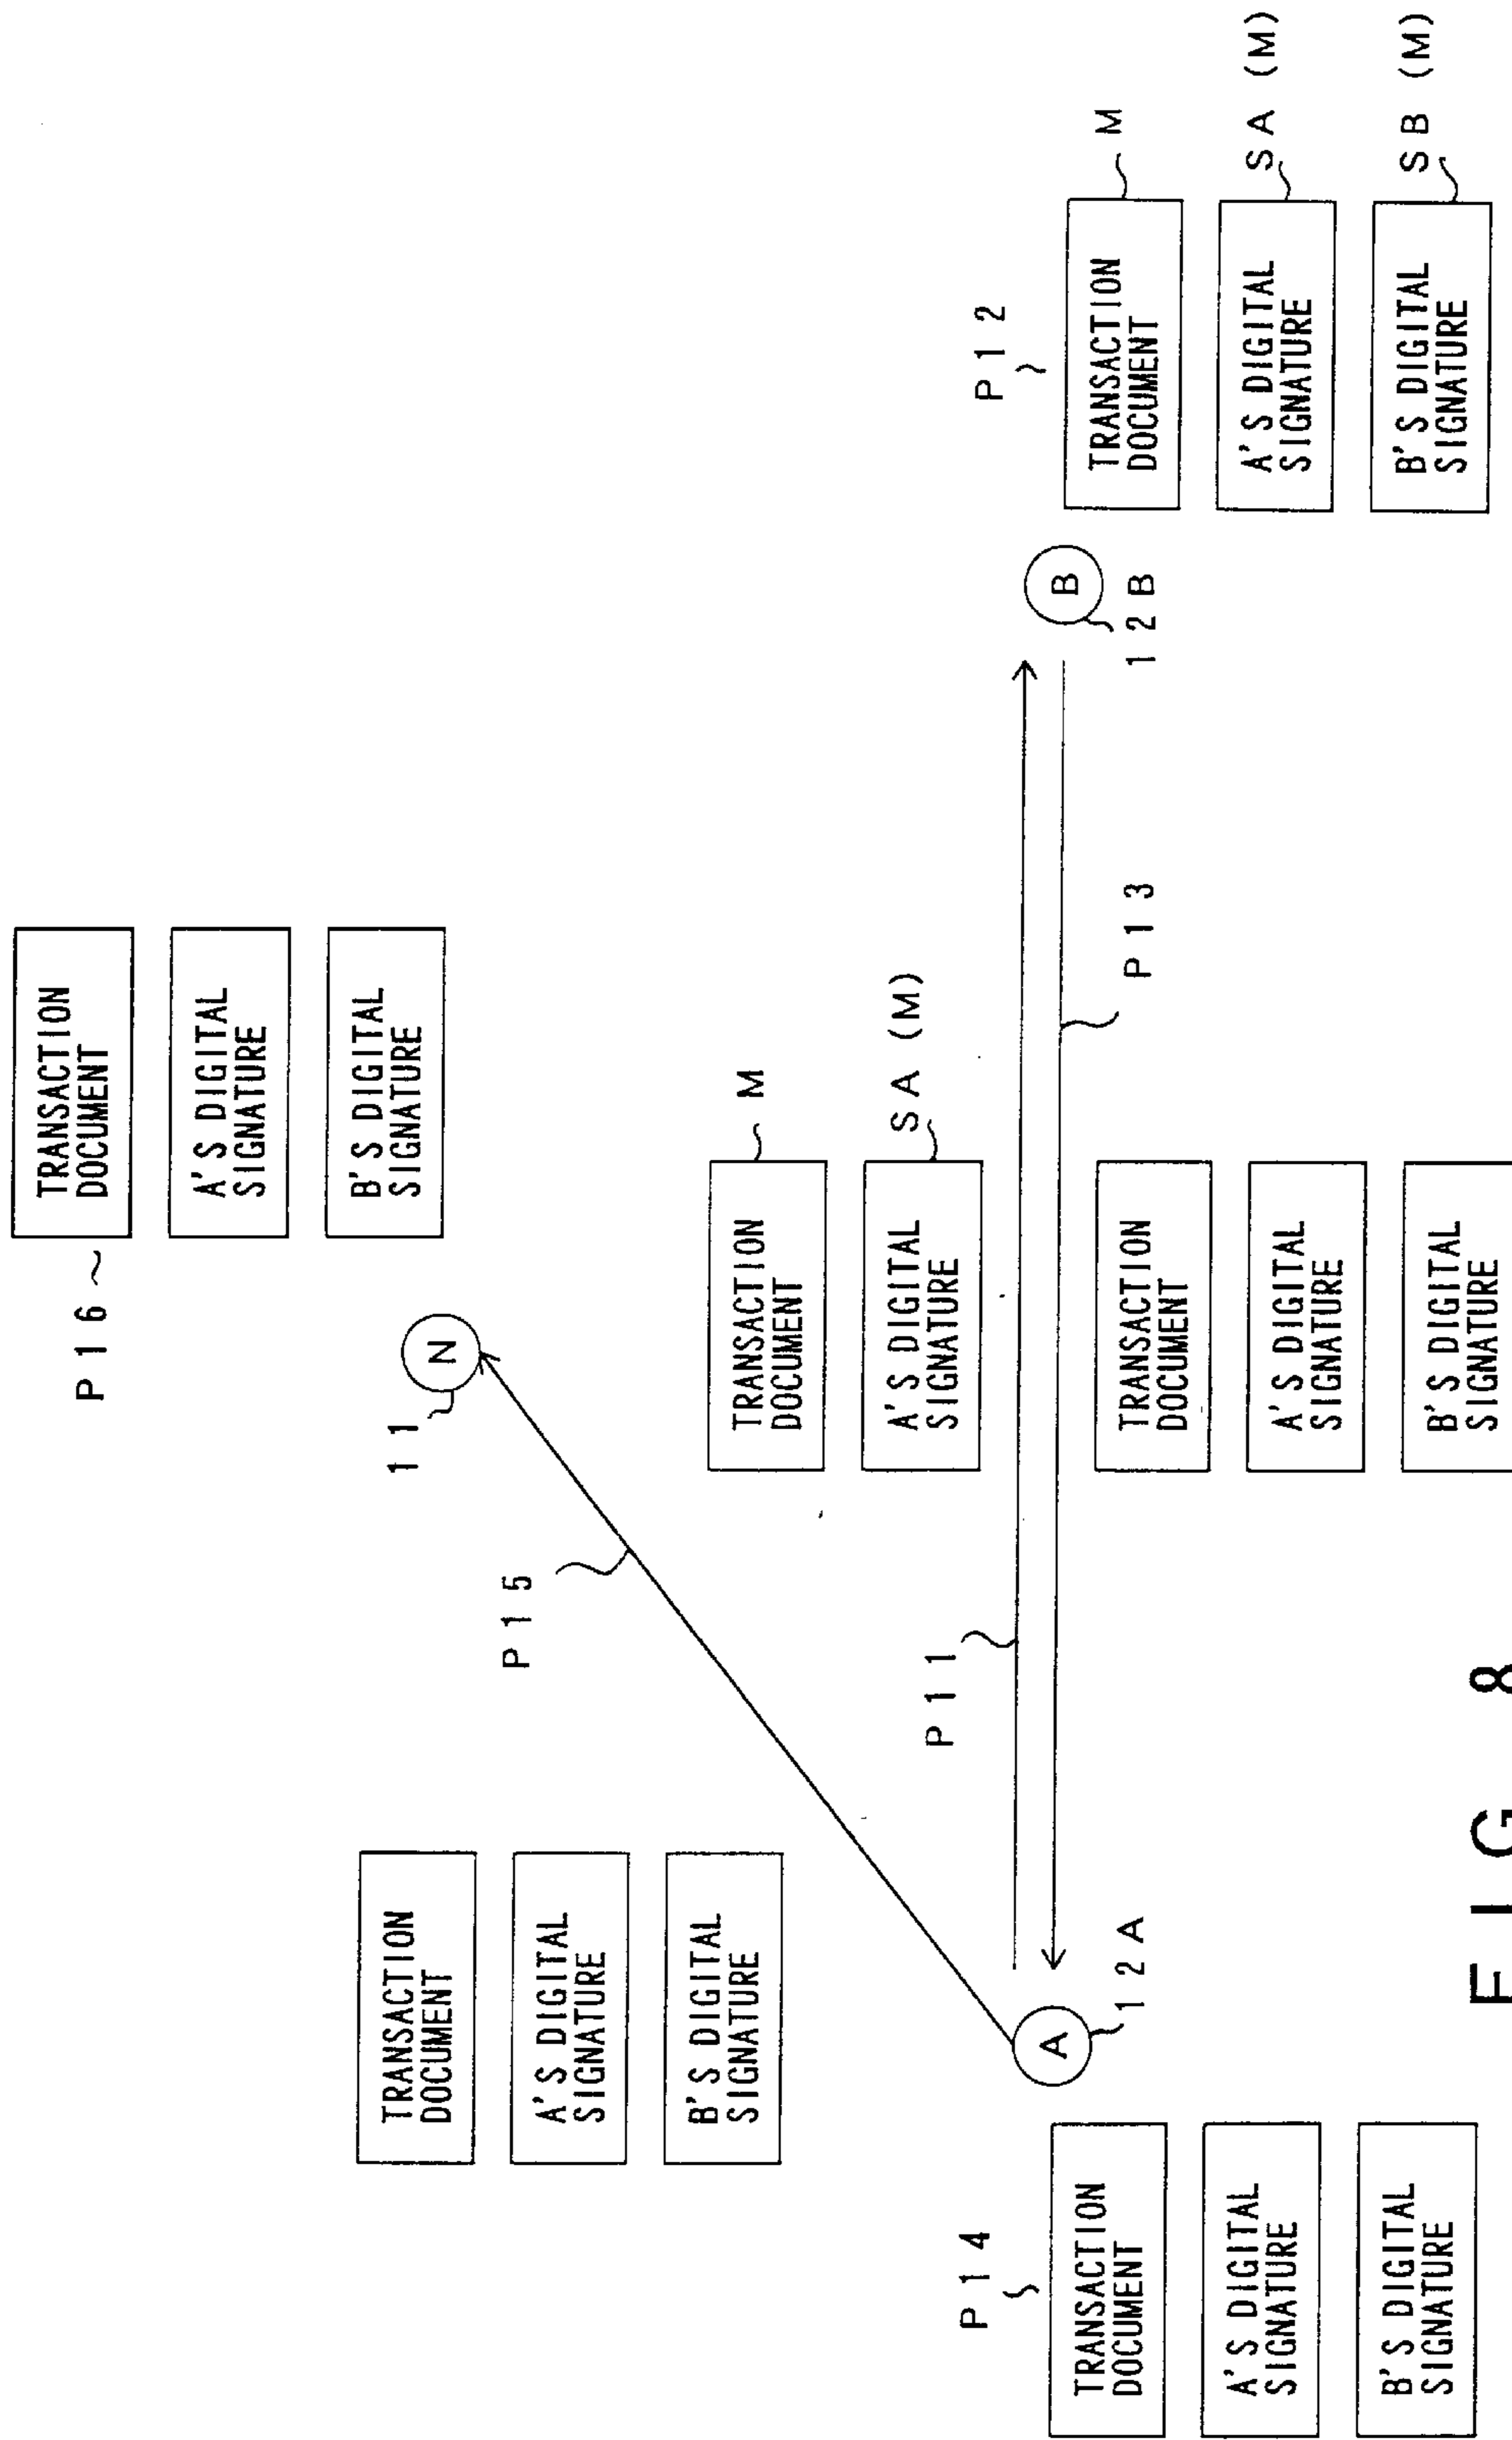 P16
TRANSACTION
DOCUMENT
A'S DIGITAL
SIGNATURE
B'S DIGITAL
SIGNATURE
N
11
TRANSACTION
DOCUMENT
A'S DIGITAL
SIGNATURE
B'S DIGITAL
SIGNATURE
P15
TRANSACTION
DOCUMENT
M
A'S DIGITAL
SIGNATURE
SA (M)
P11
P13
TRANSACTION
DOCUMENT
A'S DIGITAL
SIGNATURE
B'S DIGITAL
SIGNATURE
A
12A
B
12B
P14
TRANSACTION
DOCUMENT
A'S DIGITAL
SIGNATURE
B'S DIGITAL
SIGNATURE
P12
TRANSACTION
DOCUMENT
M
A'S DIGITAL
SIGNATURE
SA (M)
B'S DIGITAL
SIGNATURE
SB (M)
FIG 8